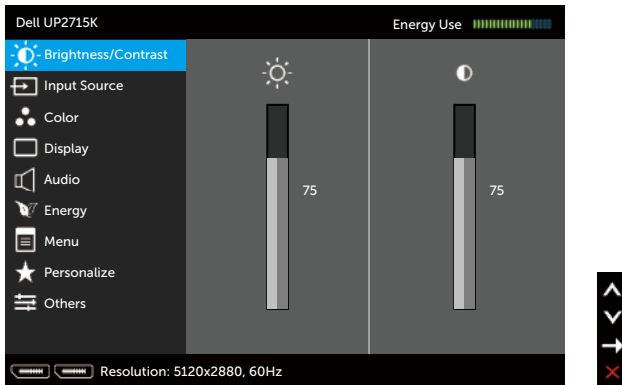 Dell UP2715K
Energy Use
Brightness/Contrast
Input Source
Color
Display
Audio
Energy
Menu
Personalize
Others
75
75
Resolution: 5120x2880, 60Hz